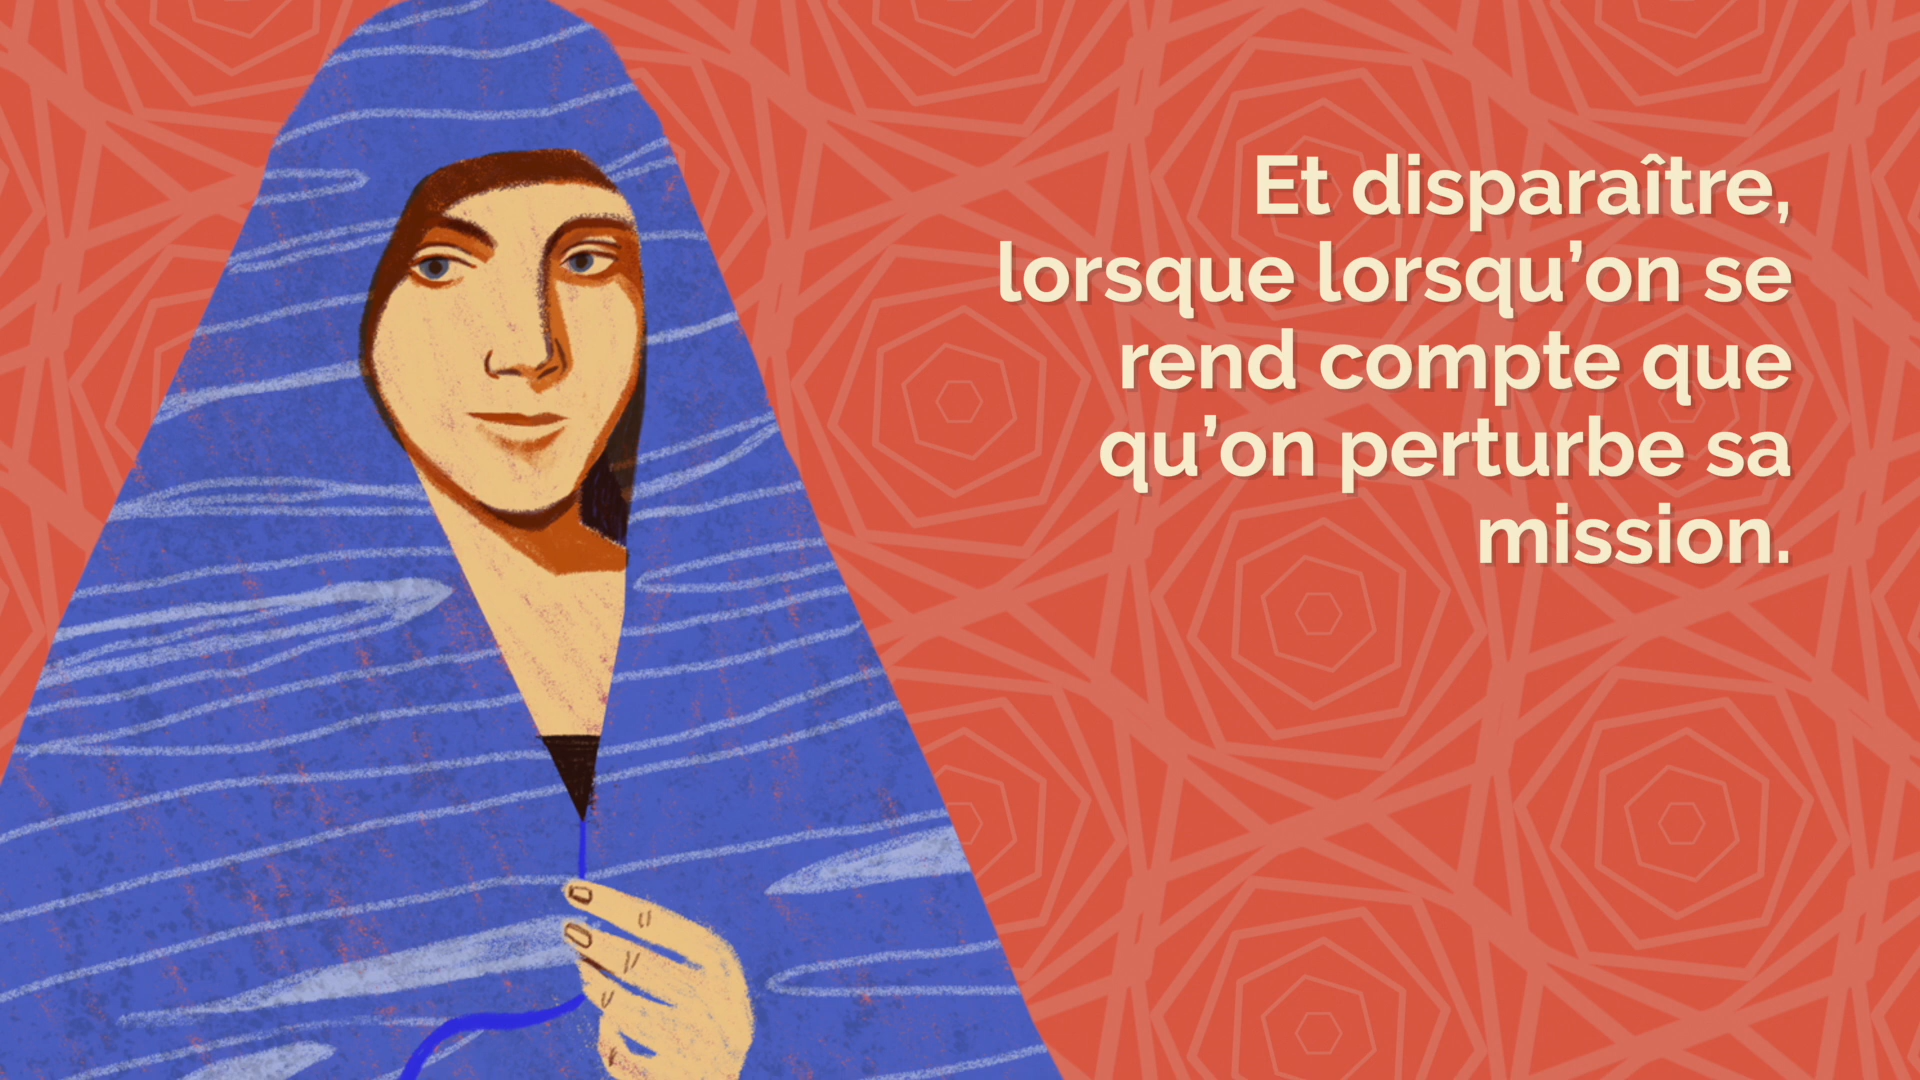 Et disparaître,
lorsque lorsqu’on se
rend compte que
qu’on perturbe sa
mission.